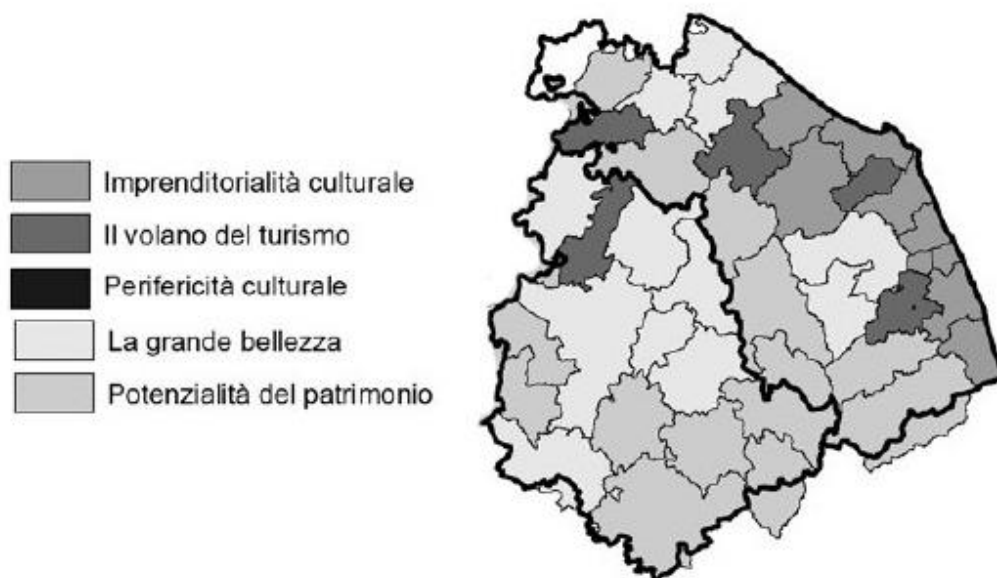 Imprenditorialità culturale
Il volano del turismo
Perifericità culturale
La grande bellezza
Potenzialità del patrimonio